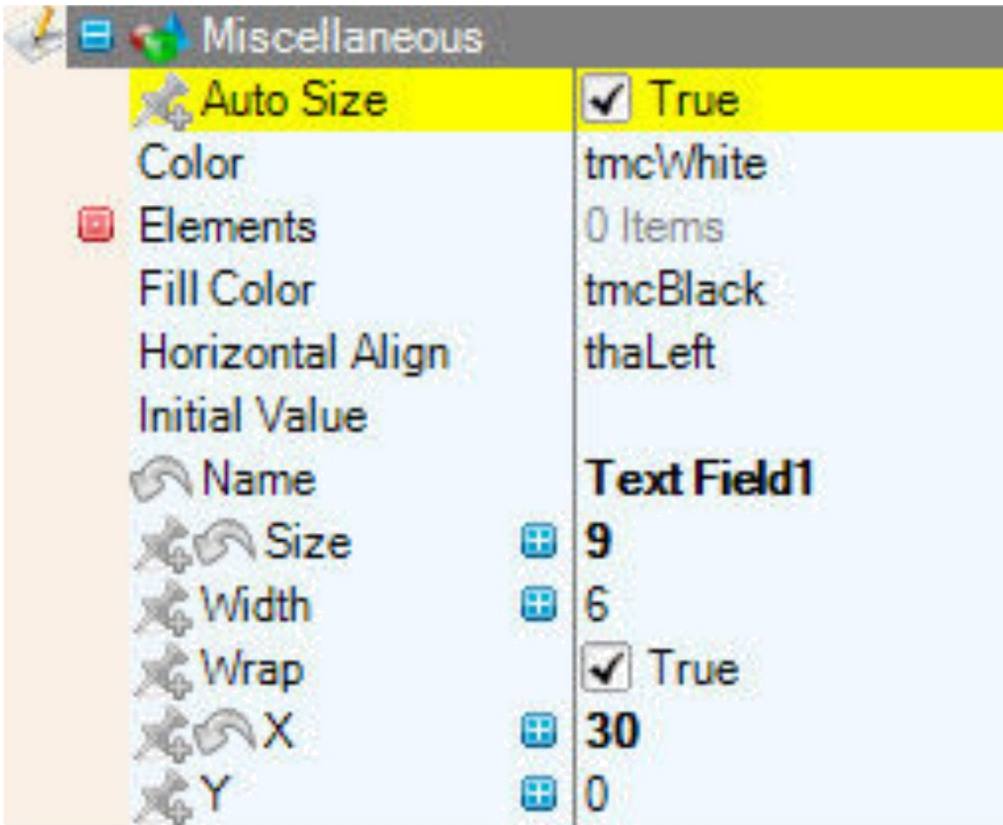 Miscellaneous
Auto Size True
Color tmcWhite
Elements 0 Items
Fill Color tmcBlack
Horizontal Align thaLeft
Initial Value
Name Text Field1
Size 9
Width 6
Wrap True
X 30
Y 0